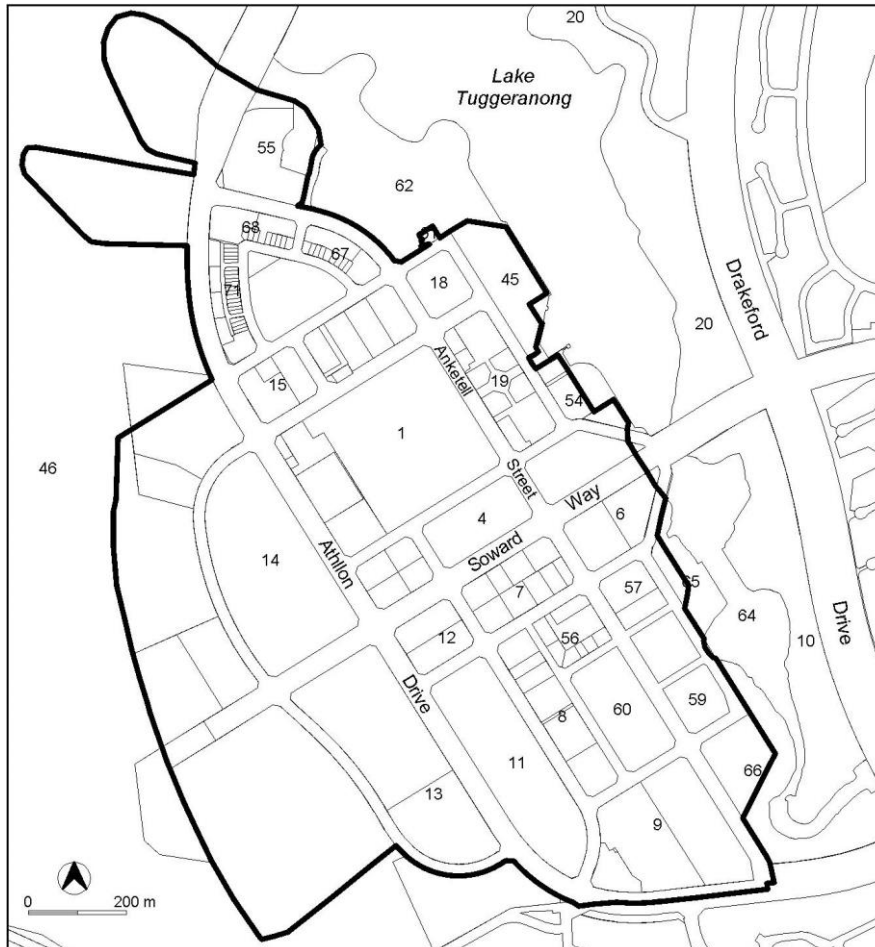 20
Lake
Tuggeranong
55
62
68
67
71
18
45
Drakeford
20
Anketell
15
19
54
1
46
Street
Way
4
6
14
Soward
Athllon
57
65
7
64
Drive
12
56
10
Drive
59
60
8
11
66
13
9
0
200 m